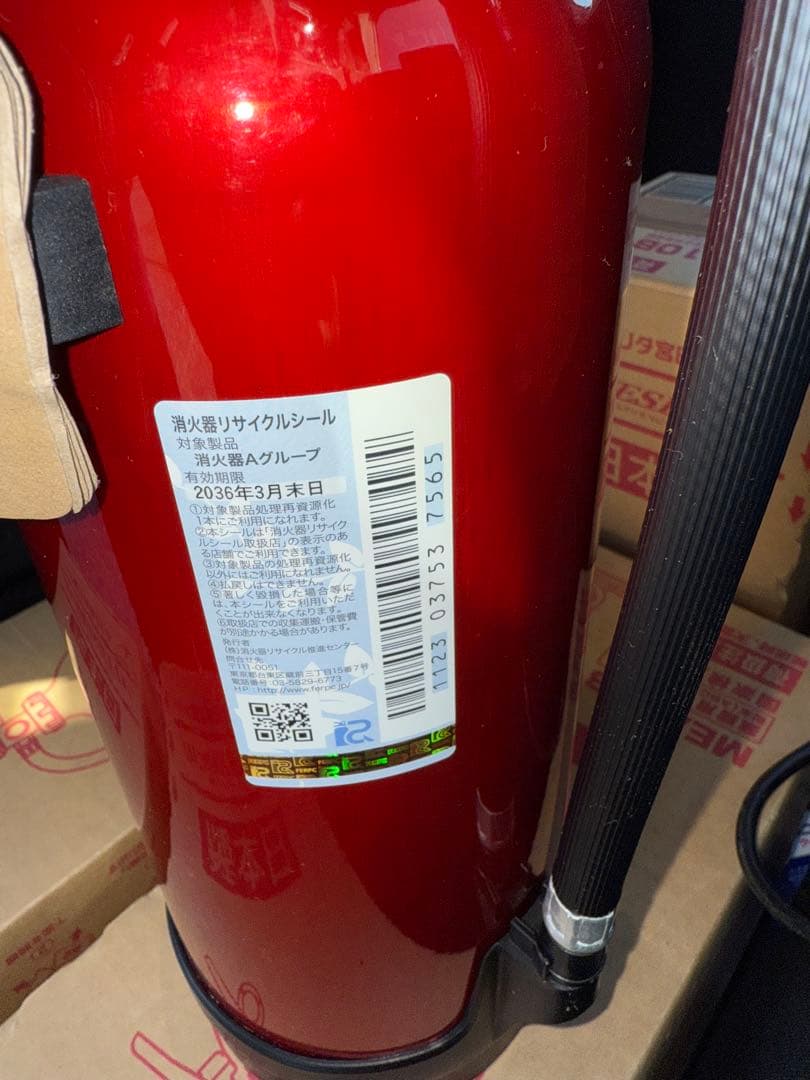 消火器リサイクルシール
対象製品
消火器Aグループ
有効期限
2036年3月末日
①対象製品処理再資源化
1本にご利用になれます。
②本シールは「消火器リサイク
ルシール取扱店」の表示のあ
る店舗でご利用できます。
③対象製品の処理再資源化
以外にはご利用になれません。
④払戻しはできません。
⑤著しく毀損した場合等に
は、本シールをご利用いただ
くことが出来なくなります。
⑥取扱店での収集運搬・保管費
が別途かかる場合があります。
発行者
(株)消火器リサイクル推進センター
問合せ先
〒111-0051
東京都台東区蔵前三丁目15番7号
電話番号:03-5829-6773
HP:http://www.ferpc.jp/
1123 03753 7565
FERPC